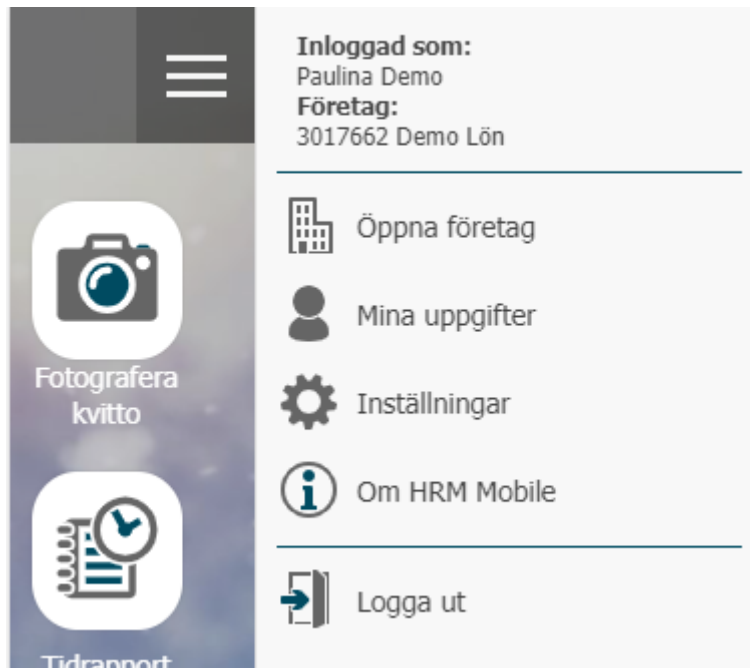 Inloggad som:
Paulina Demo
Företag:
3017662 Demo Lön
Öppna företag
Mina uppgifter
Inställningar
Om HRM Mobile
Logga ut
Fotografera
kvitto
Tidrapport